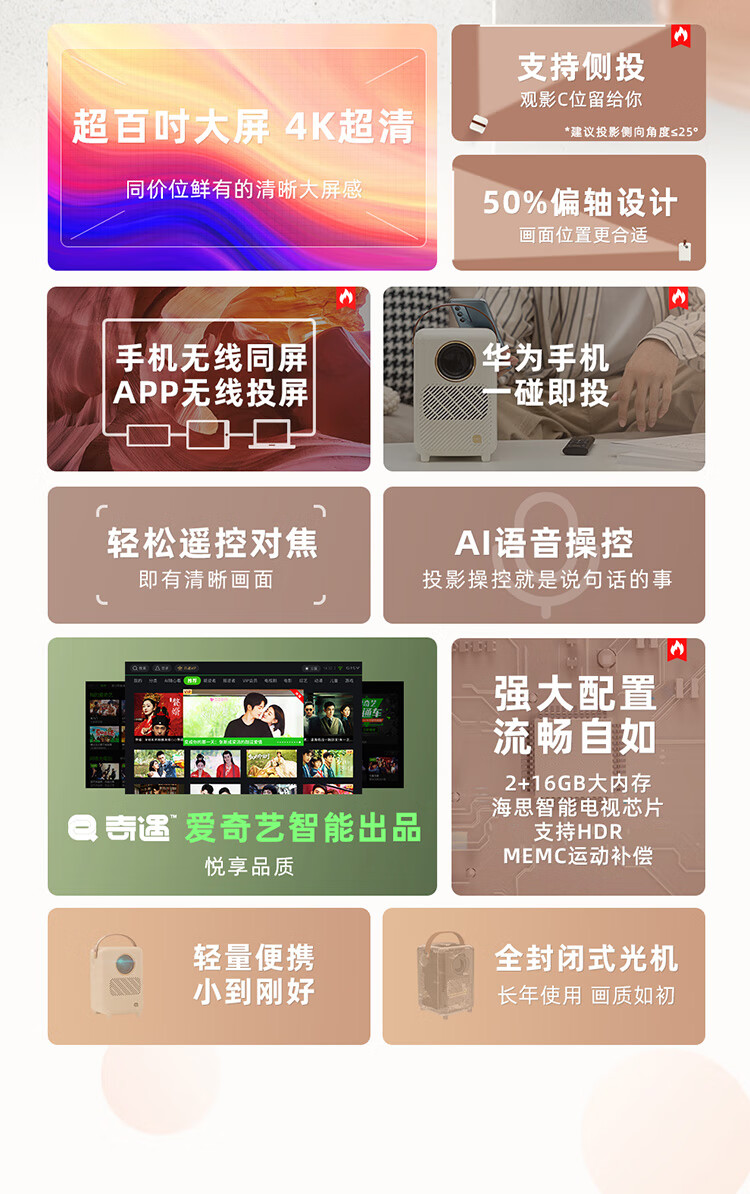 超百吋大屏 4K超清
同价位鲜有的清晰大屏感
支持侧投
观影C位留给你
*建议投影侧向角度≤25°
50%偏轴设计
画面位置更合适
手机无线同屏
APP无线投屏
华为手机
一碰即投
轻松遥控对焦
即有清晰画面
AI语音操控
投影操控就是说句话的事
奇遇™ 爱奇艺智能出品
悦享品质
强大配置
流畅自如
2+16GB大内存
海思智能电视芯片
支持HDR
MEMC运动补偿
轻量便携
小到刚好
全封闭式光机
长年使用 画质如初